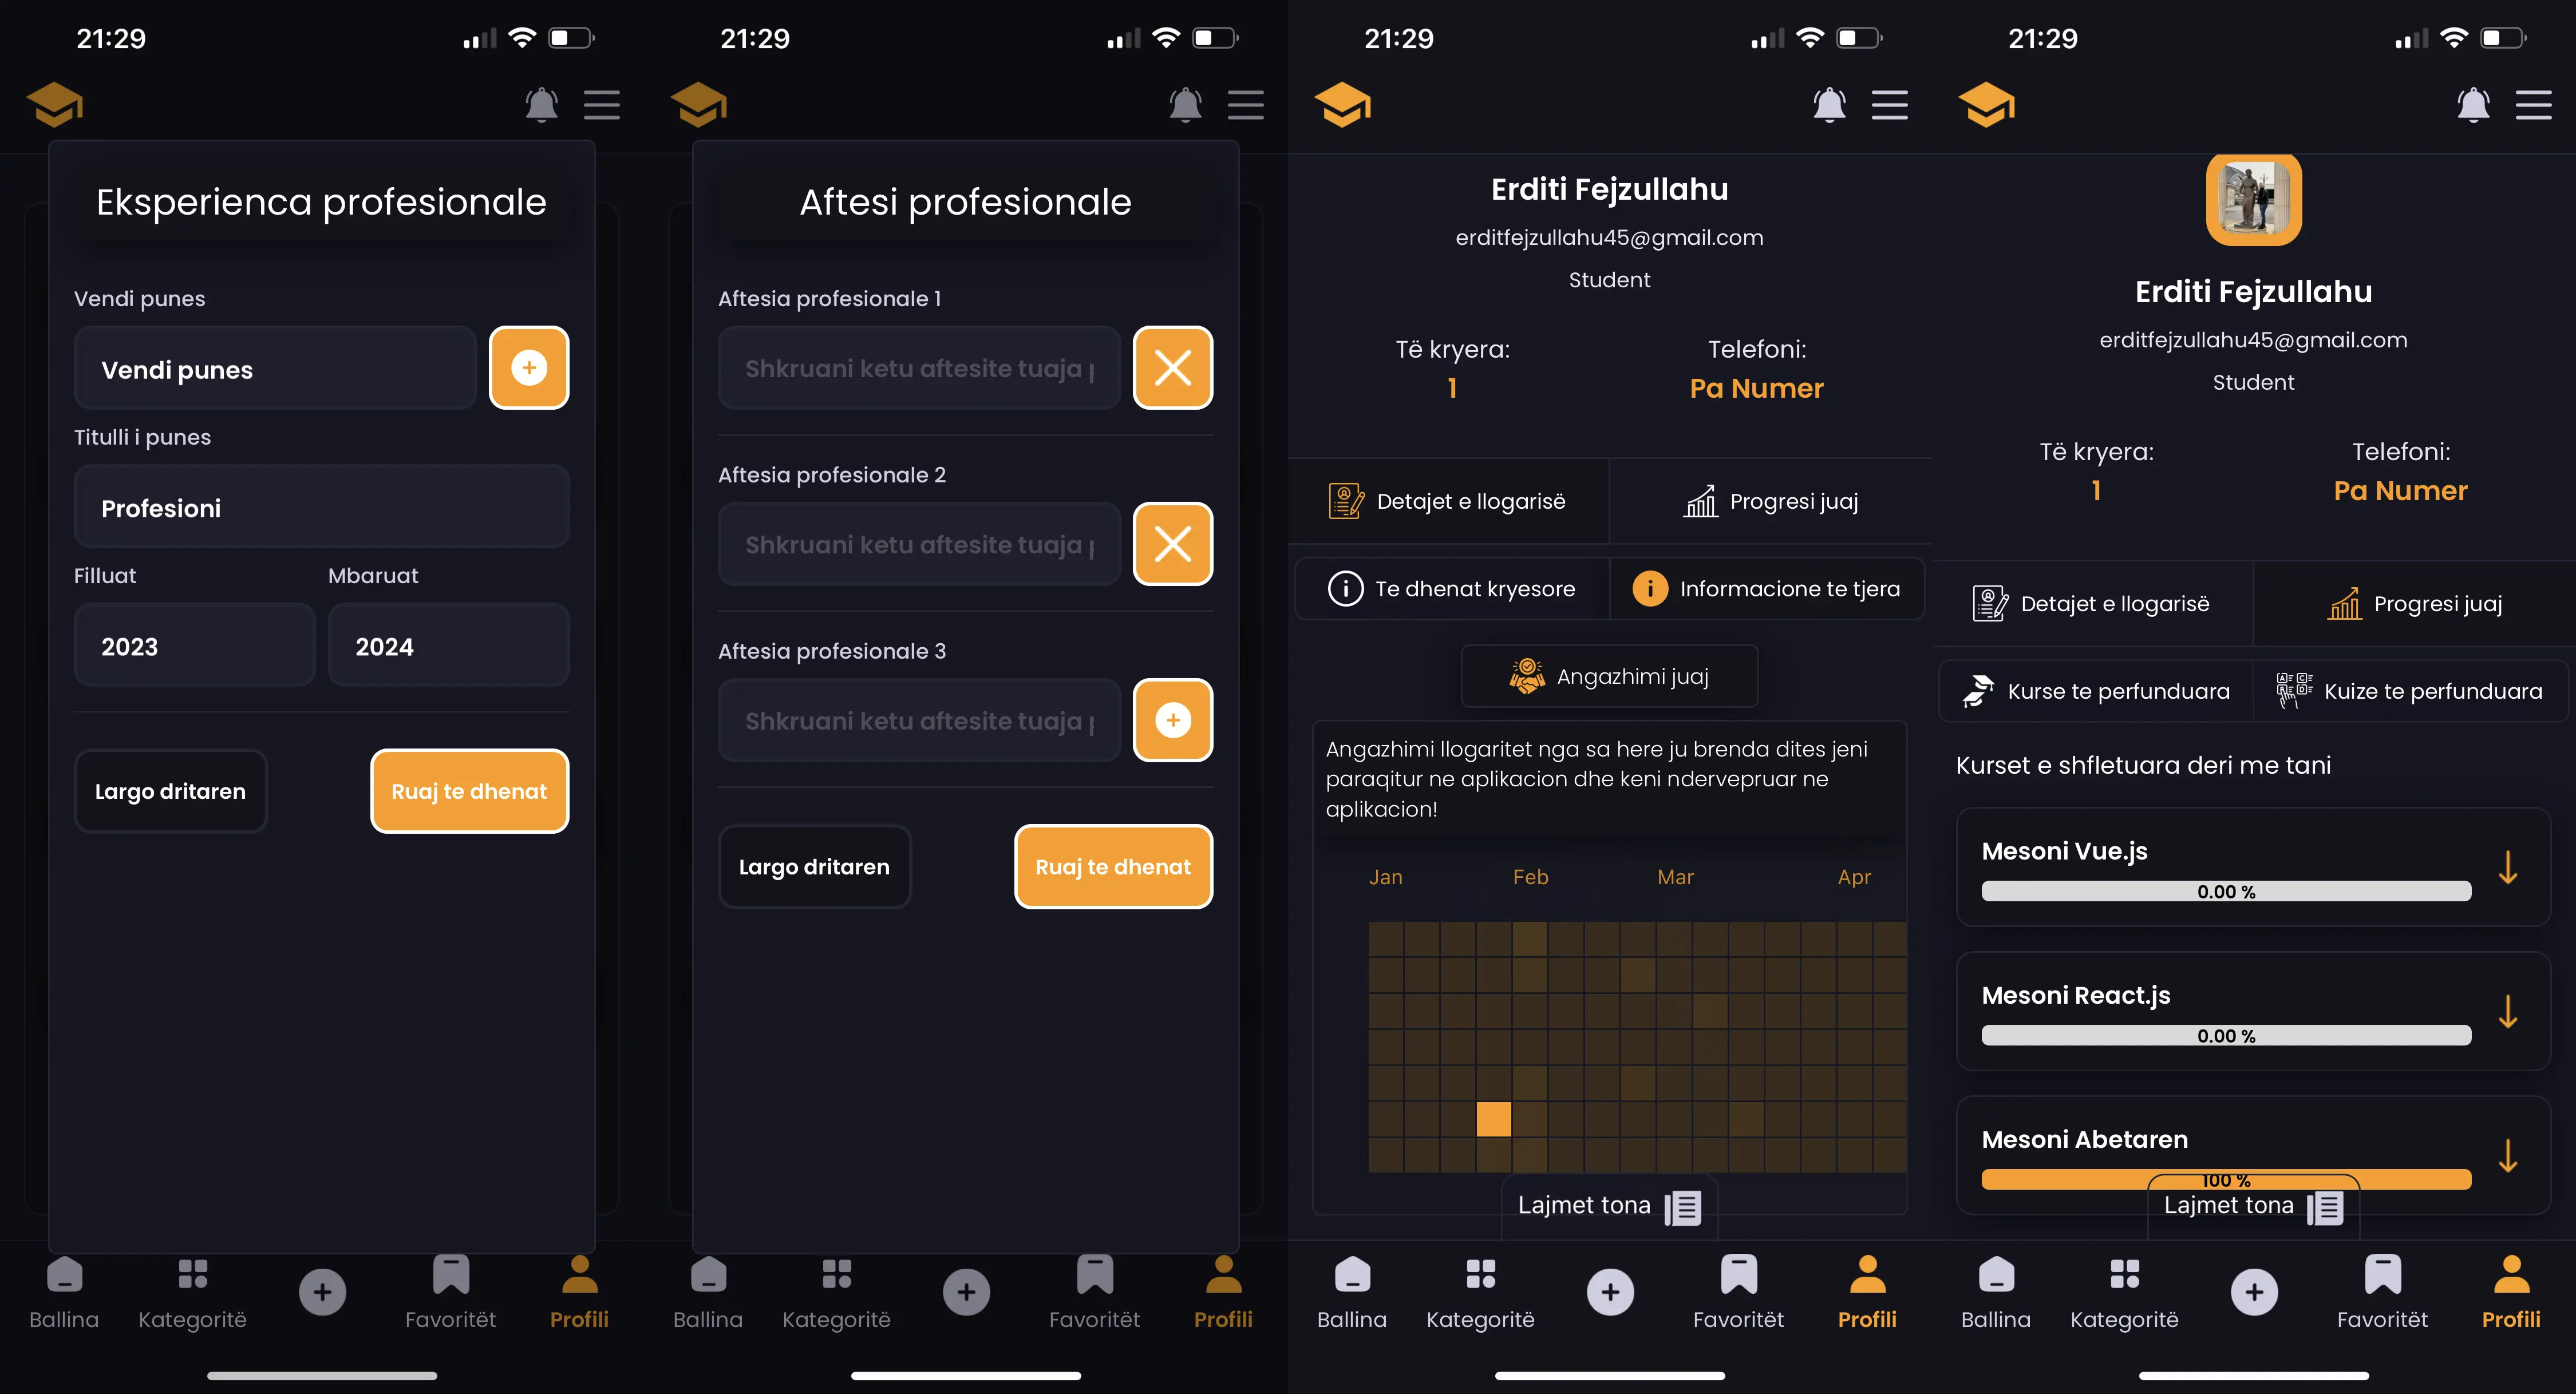 21:29
Eksperienca profesionale
Vendi punes
Vendi punes
Titulli i punes
Profesioni
Filluat
Mbaruat
2023
2024
Largo dritaren
Ruaj te dhenat
Ballina
Kategoritë
Favoritët
Profili
21:29
Aftesi profesionale
Aftesia profesionale 1
Shkruani ketu aftesite tuaja
Aftesia profesionale 2
Shkruani ketu aftesite tuaja
Aftesia profesionale 3
Shkruani ketu aftesite tuaja
Largo dritaren
Ruaj te dhenat
Ballina
Kategoritë
Favoritët
Profili
21:29
Erditi Fejzullahu
erditfejzullahu45@gmail.com
Student
Të kryera:
1
Telefoni:
Pa Numer
Detajet e llogarisë
Progresi juaj
Te dhenat kryesore
Informacione te tjera
Angazhimi juaj
Angazhimi llogaritet nga sa here ju brenda dites jeni
paraqitur ne aplikacion dhe keni ndervepruar ne
aplikacion!
Jan Feb Mar Apr
Lajmet tona
Ballina
Kategoritë
Favoritët
Profili
21:29
Erditi Fejzullahu
erditfejzullahu45@gmail.com
Student
Të kryera:
1
Telefoni:
Pa Numer
Detajet e llogarisë
Progresi juaj
Kurse te perfunduara
Kuize te perfunduara
Kurset e shfletuara deri me tani
Mesoni Vue.js
0.00 %
Mesoni React.js
0.00 %
Mesoni Abetaren
100 %
Lajmet tona
Ballina
Kategoritë
Favoritët
Profili